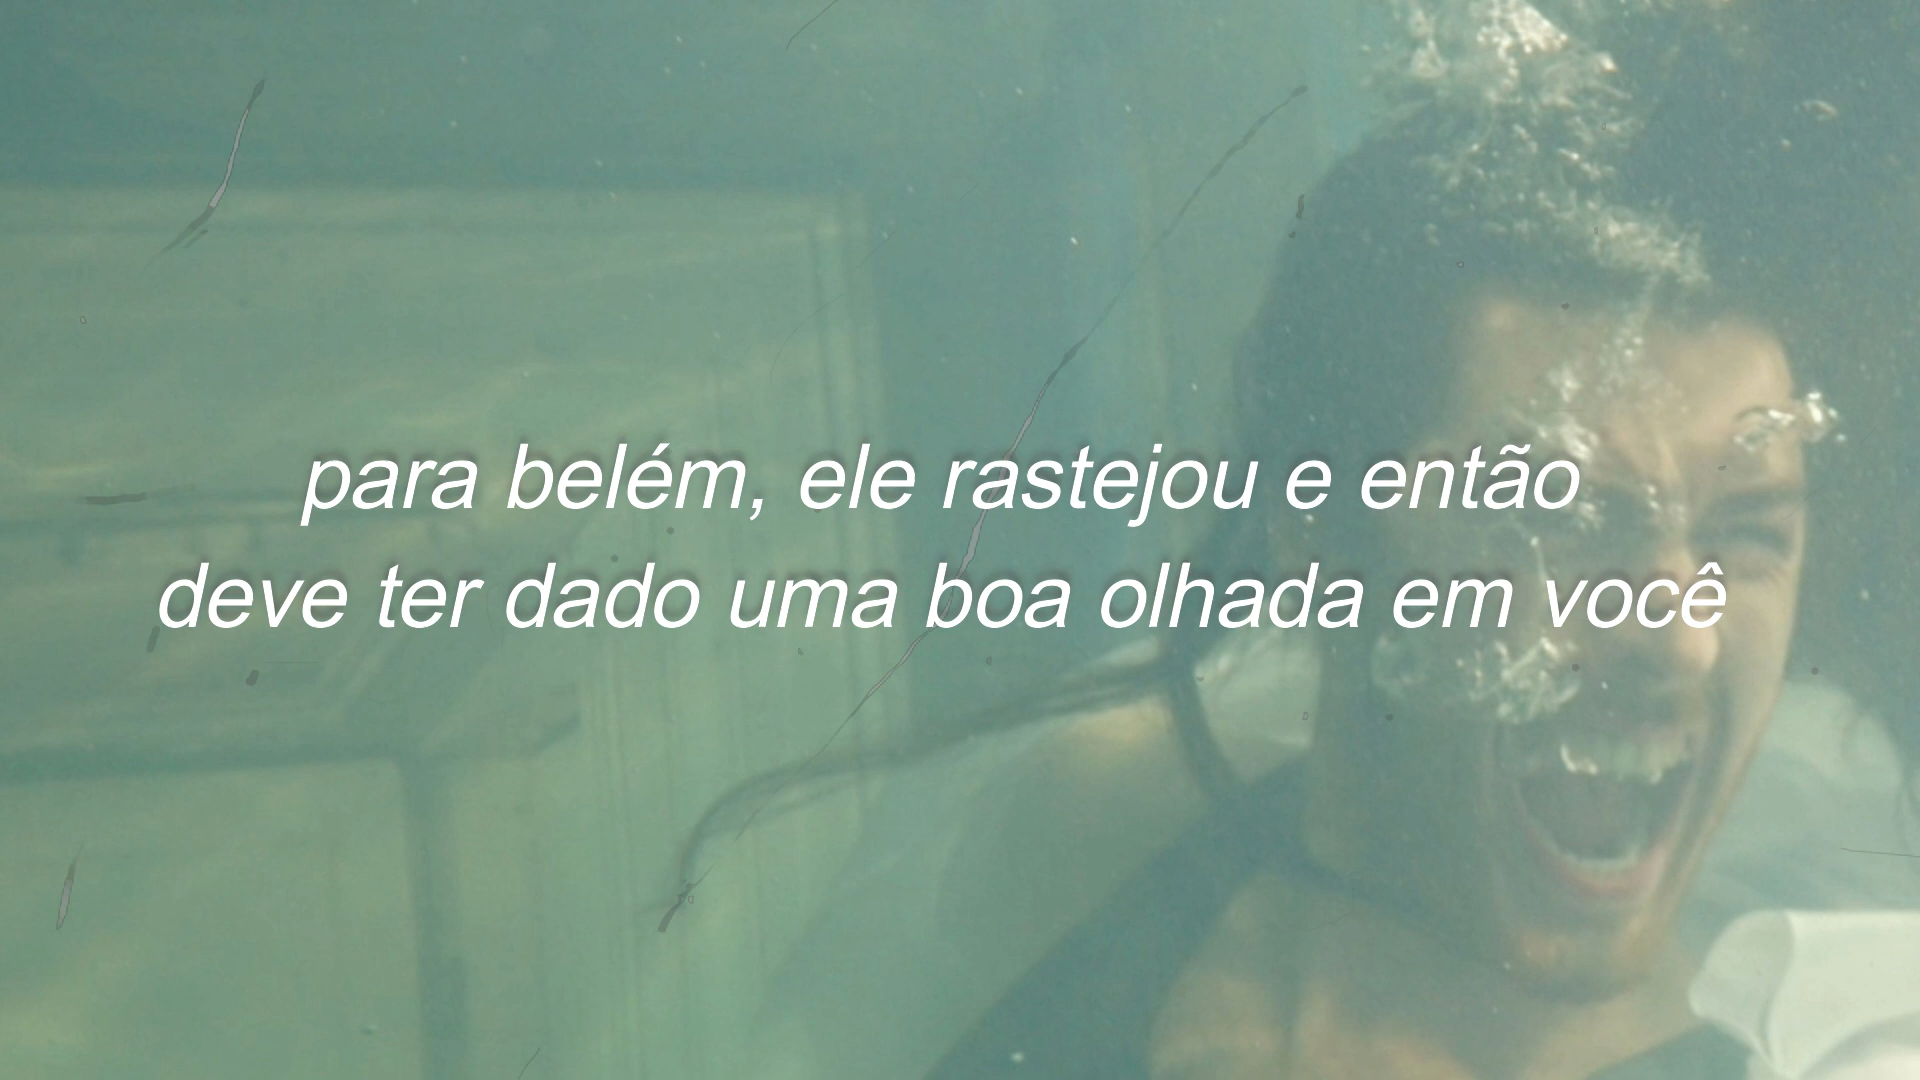 para belém, ele rastejou e então
deve ter dado uma boa olhada em você